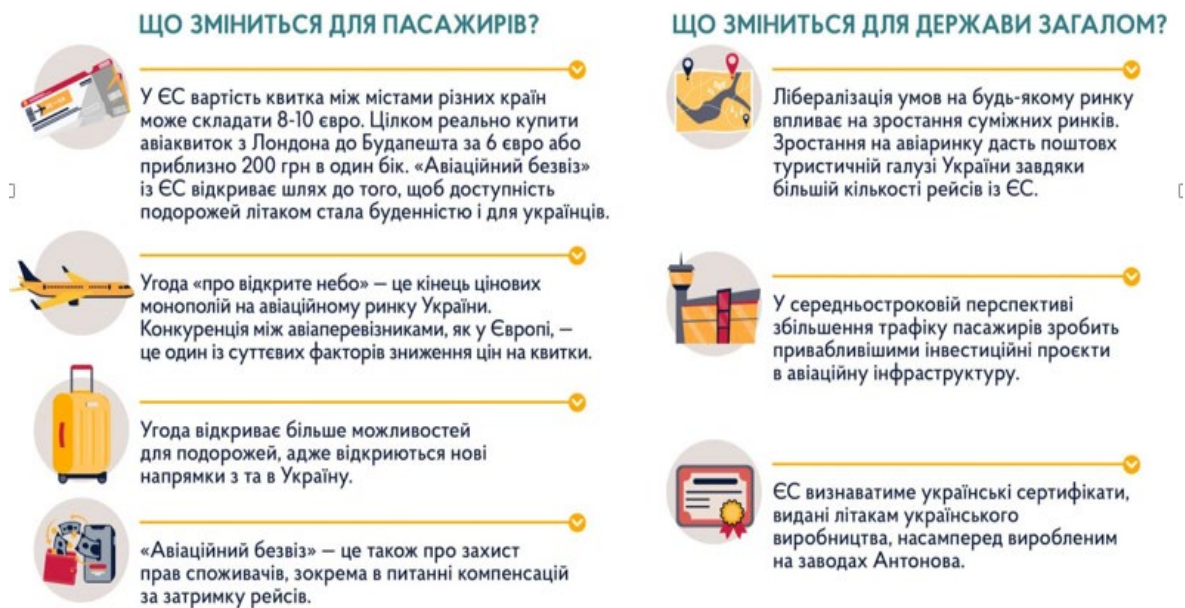 ЩО ЗМІНИТЬСЯ ДЛЯ ПАСАЖИРІВ?
У ЄС вартість квитка між містами різних країн
може складати 8-10 євро. Цілком реально купити
авіаквиток з Лондона до Будапешта за 6 євро або
приблизно 200 грн в один бік. «Авіаційний безвіз»
із ЄС відкриває шлях до того, щоб доступність
подорожей літаком стала буденністю і для українців.
Угода «про відкрите небо» – це кінець цінових
монополій на авіаційному ринку України.
Конкуренція між авіаперевізниками, як у Європі, –
це один із суттєвих факторів зниження цін на квитки.
Угода відкриває більше можливостей
для подорожей, адже відкриються нові
напрямки з та в Україну.
«Авіаційний безвіз» – це також про захист
прав споживачів, зокрема в питанні компенсацій
за затримку рейсів.
ЩО ЗМІНИТЬСЯ ДЛЯ ДЕРЖАВИ ЗАГАЛОМ?
Лібералізація умов на будь-якому ринку
впливає на зростання суміжних ринків.
Зростання на авіаринку дасть поштовх
туристичній галузі України завдяки
більшій кількості рейсів із ЄС.
У середньостроковій перспективі
збільшення трафіку пасажирів зробить
привабливішими інвестиційні проєкти
в авіаційну інфраструктуру.
ЄС визнаватиме українські сертифікати,
видані літакам українського
виробництва, насамперед виробленим
на заводах Антонова.